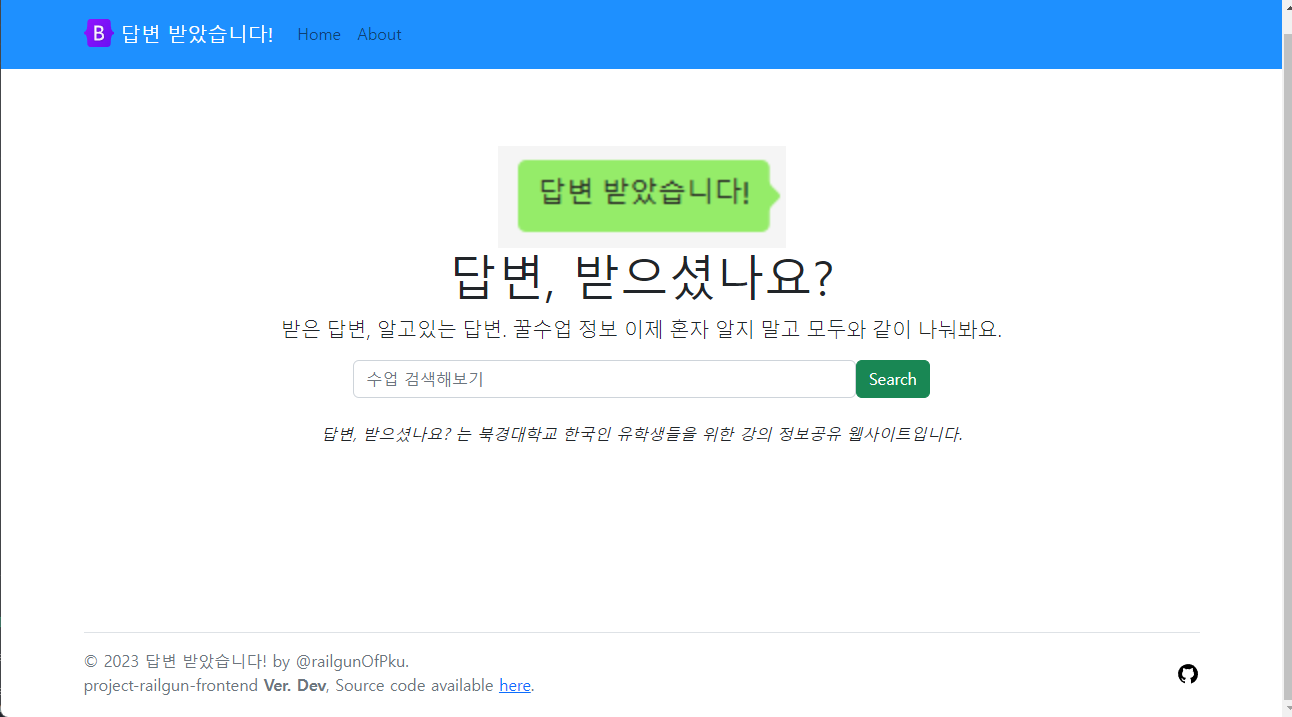 B 답변 받았습니다! Home About
답변 받았습니다!
답변, 받으셨나요?
받은 답변, 알고있는 답변. 꿀수업 정보 이제 혼자 알지 말고 모두와 같이 나눠봐요.
수업 검색해보기 Search
답변, 받으셨나요? 는 북경대학교 한국인 유학생들을 위한 강의 정보공유 웹사이트입니다.
© 2023 답변 받았습니다! by @railgunOfPku.
project-railgun-frontend Ver. Dev, Source code available here.